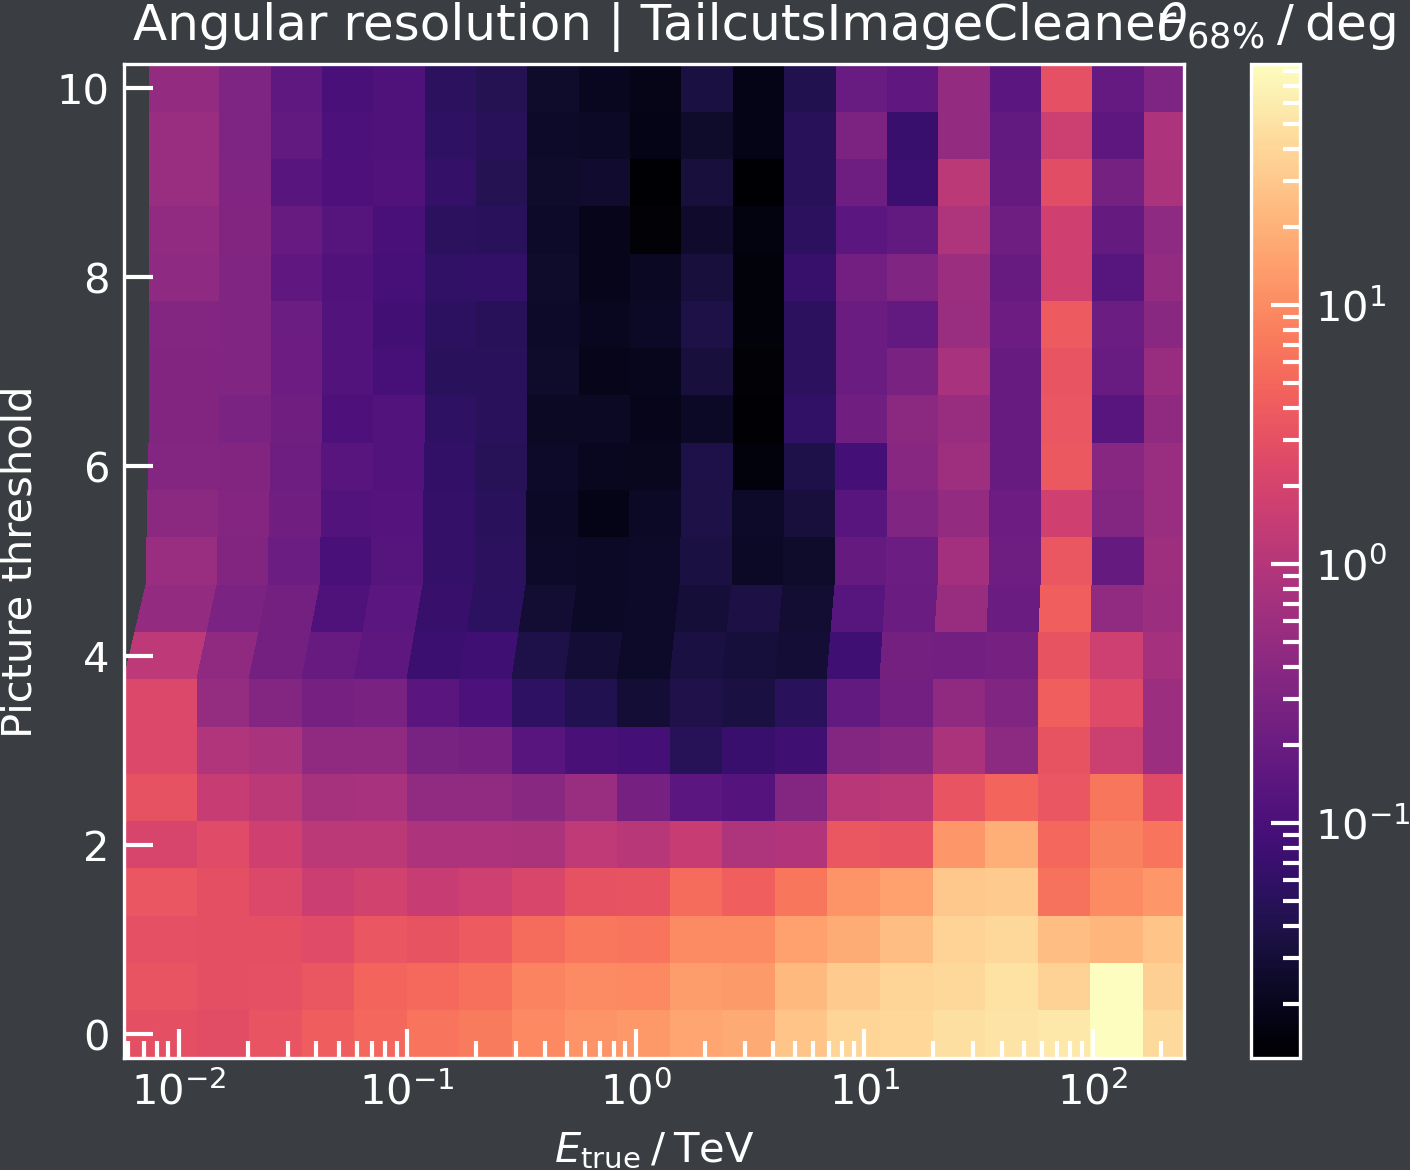 Angular resolution | TailcutsImageCleaner
θ68% / deg
10
8
6
4
2
0
Picture threshold
10⁻² 10⁻¹ 10⁰ 10¹ 10²
E_true / TeV
10¹
10⁰
10⁻¹